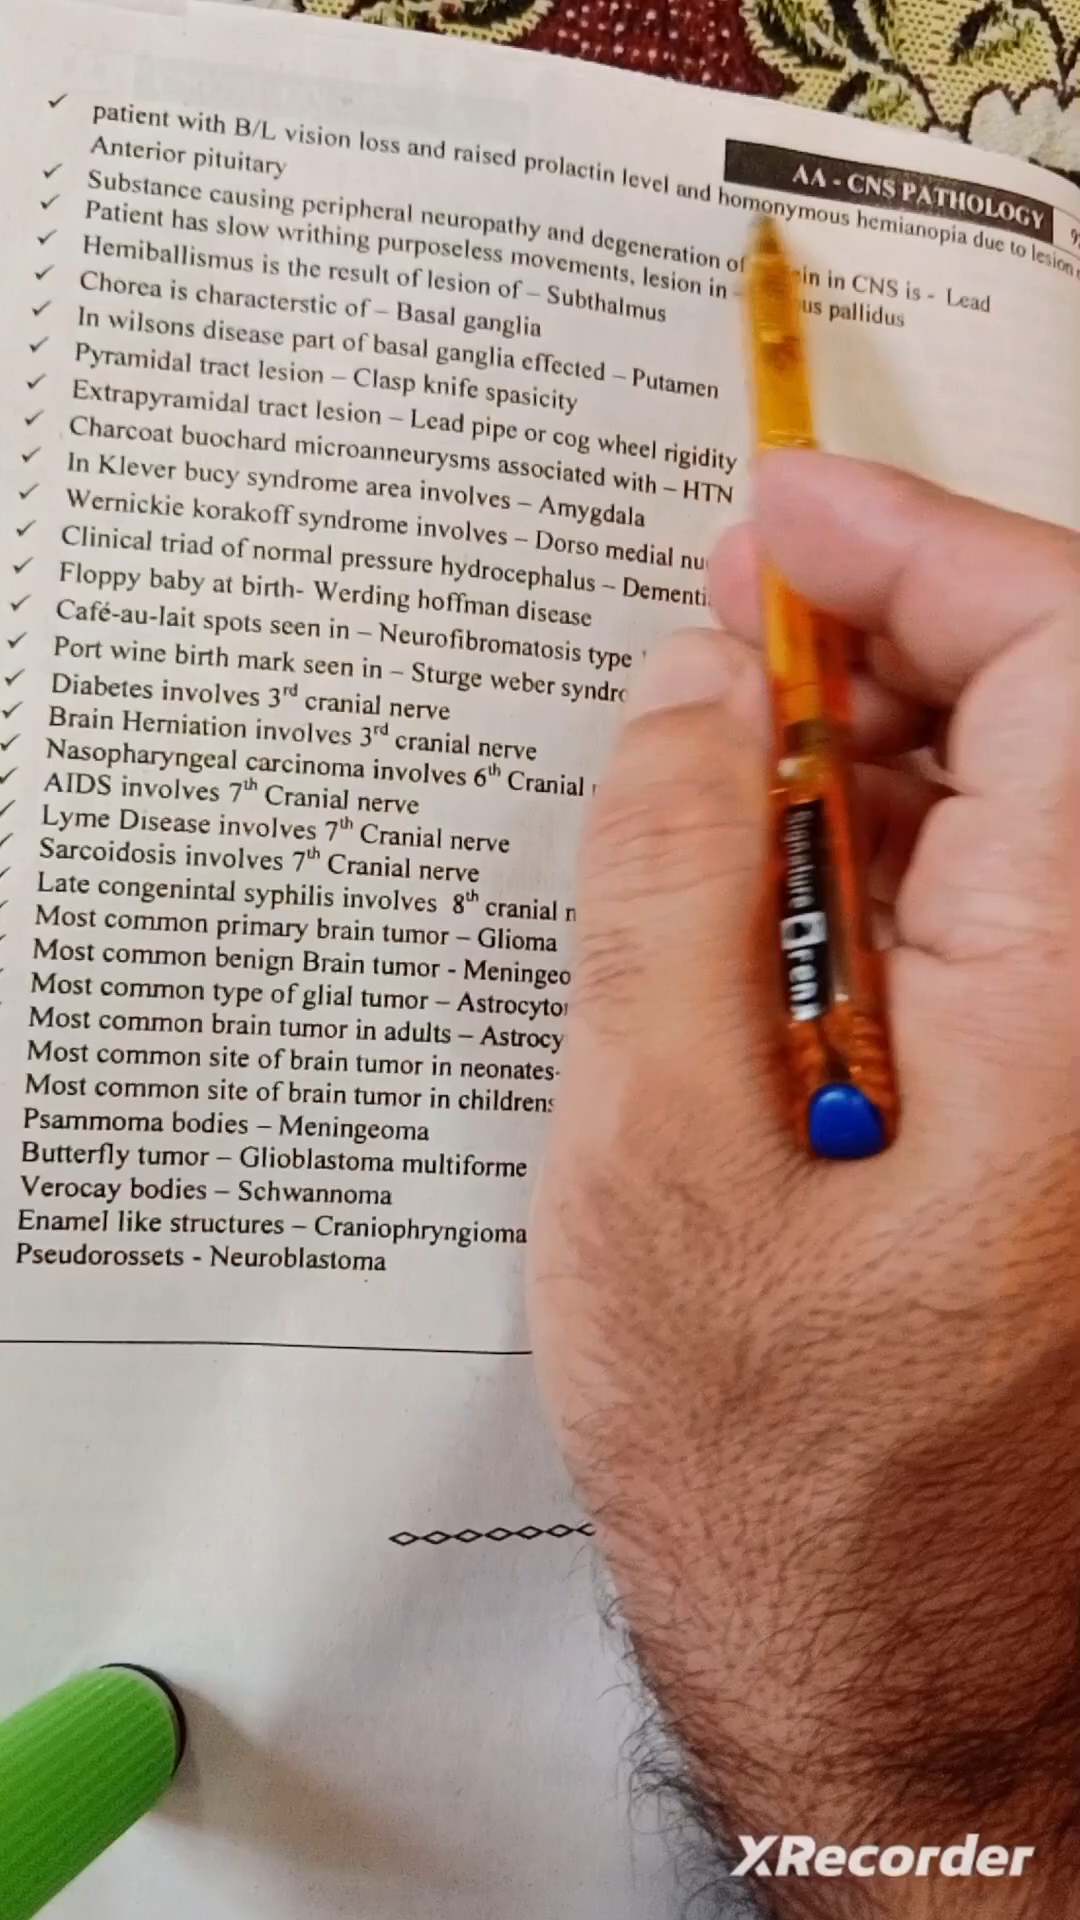 AA - CNS PATHOLOGY
✓ patient with B/L vision loss and raised prolactin level and homonymous hemianopia due to lesion
Anterior pituitary
✓ Substance causing peripheral neuropathy and degeneration of in in CNS is - Lead
✓ Patient has slow writhing purposeless movements, lesion in – us pallidus
✓ Hemiballismus is the result of lesion of – Subthalmus
✓ Chorea is characterstic of – Basal ganglia
✓ In wilsons disease part of basal ganglia effected – Putamen
✓ Pyramidal tract lesion – Clasp knife spasicity
✓ Extrapyramidal tract lesion – Lead pipe or cog wheel rigidity
✓ Charcoat buochard microanneurysms associated with – HTN
✓ In Klever bucy syndrome area involves – Amygdala
✓ Wernickie korakoff syndrome involves – Dorso medial nu
✓ Clinical triad of normal pressure hydrocephalus – Dementi
✓ Floppy baby at birth- Werding hoffman disease
✓ Café-au-lait spots seen in – Neurofibromatosis type
✓ Port wine birth mark seen in – Sturge weber syndro
✓ Diabetes involves 3rd cranial nerve
✓ Brain Herniation involves 3rd cranial nerve
✓ Nasopharyngeal carcinoma involves 6th Cranial
✓ AIDS involves 7th Cranial nerve
✓ Lyme Disease involves 7th Cranial nerve
✓ Sarcoidosis involves 7th Cranial nerve
Late congenintal syphilis involves 8th cranial n
Most common primary brain tumor – Glioma
Most common benign Brain tumor - Meningeo
Most common type of glial tumor – Astrocyto
Most common brain tumor in adults – Astrocy
Most common site of brain tumor in neonates-
Most common site of brain tumor in childrens
Psammoma bodies – Meningeoma
Butterfly tumor – Glioblastoma multiforme
Verocay bodies – Schwannoma
Enamel like structures – Craniophryngioma
Pseudorossets - Neuroblastoma
Signature
XRecorder